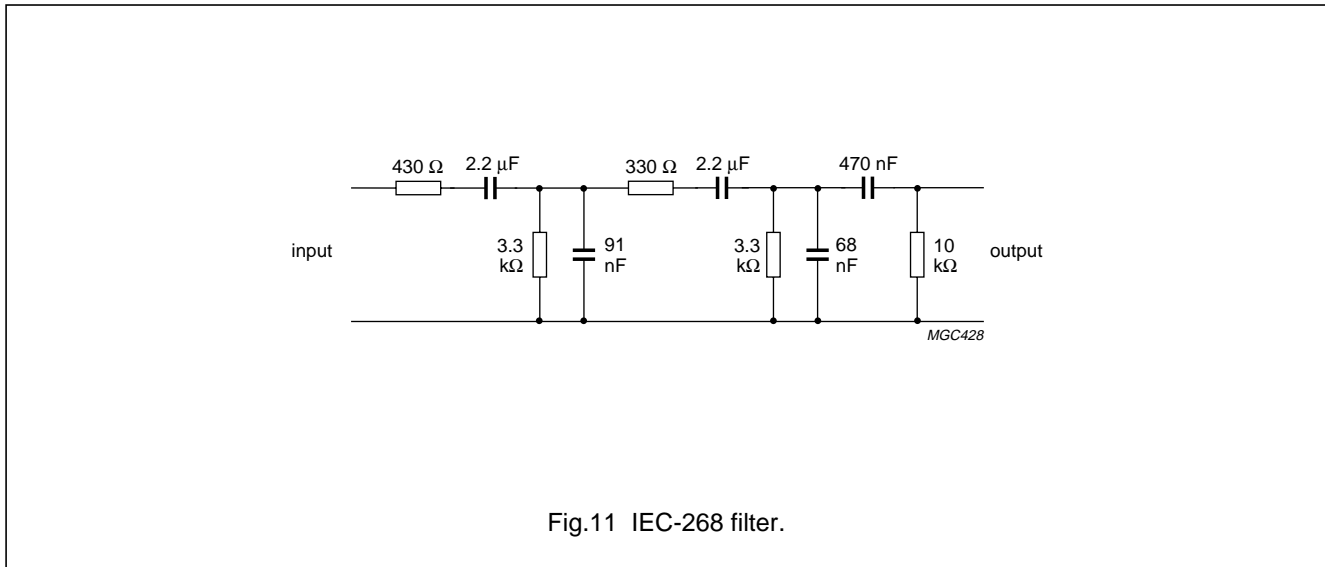 430 Ω
2.2 μF
330 Ω
2.2 μF
470 nF
input
3.3
kΩ
91
nF
3.3
kΩ
68
nF
10
kΩ
output
MGC428
Fig.11 IEC-268 filter.